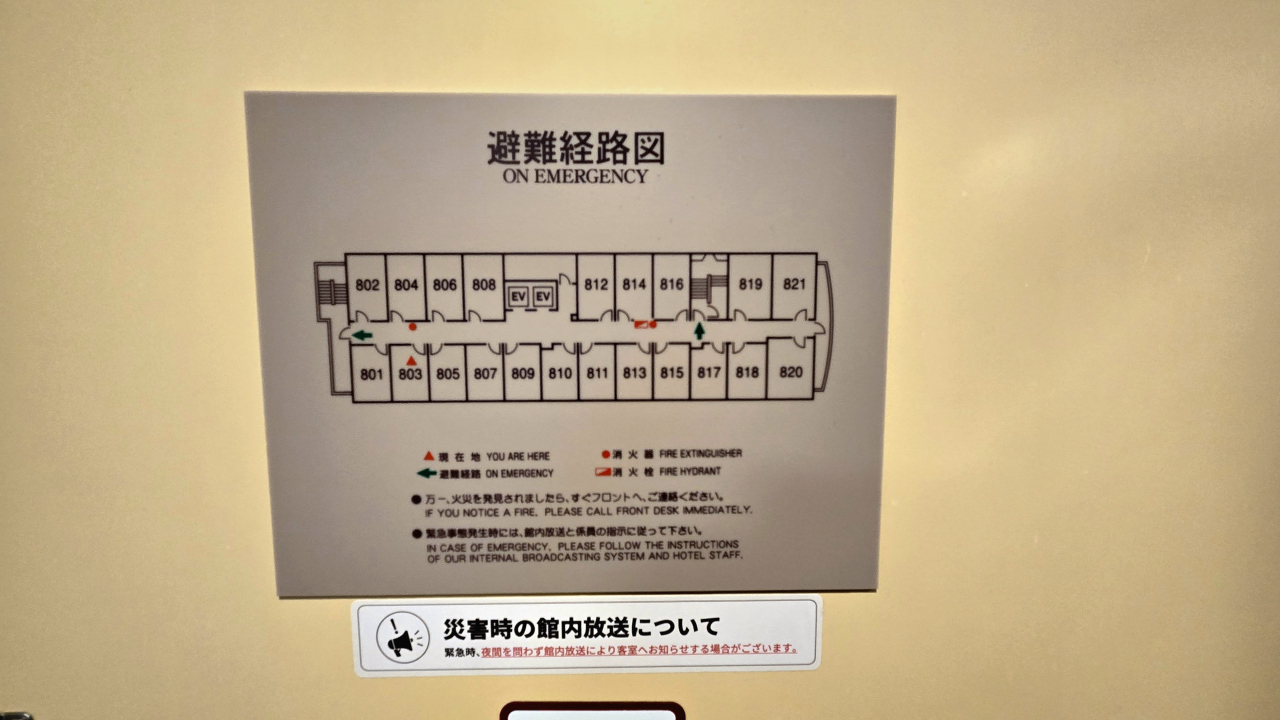 避難経路図
ON EMERGENCY
802 804 806 808 EV EV 812 814 816 819 821
801 803 805 807 809 810 811 813 815 817 818 820
現在地 YOU ARE HERE
消火器 FIRE EXTINGUISHER
避難経路 ON EMERGENCY
消火栓 FIRE HYDRANT
●万一、火災を発見されましたら、すぐフロントへ、ご連絡ください。
IF YOU NOTICE A FIRE, PLEASE CALL FRONT DESK IMMEDIATELY.
●緊急事態発生時には、館内放送と係員の指示に従って下さい。
IN CASE OF EMERGENCY, PLEASE FOLLOW THE INSTRUCTIONS
OF OUR INTERNAL BROADCASTING SYSTEM AND HOTEL STAFF.
災害時の館内放送について
緊急時、夜間を問わず館内放送により客室へお知らせする場合がございます。